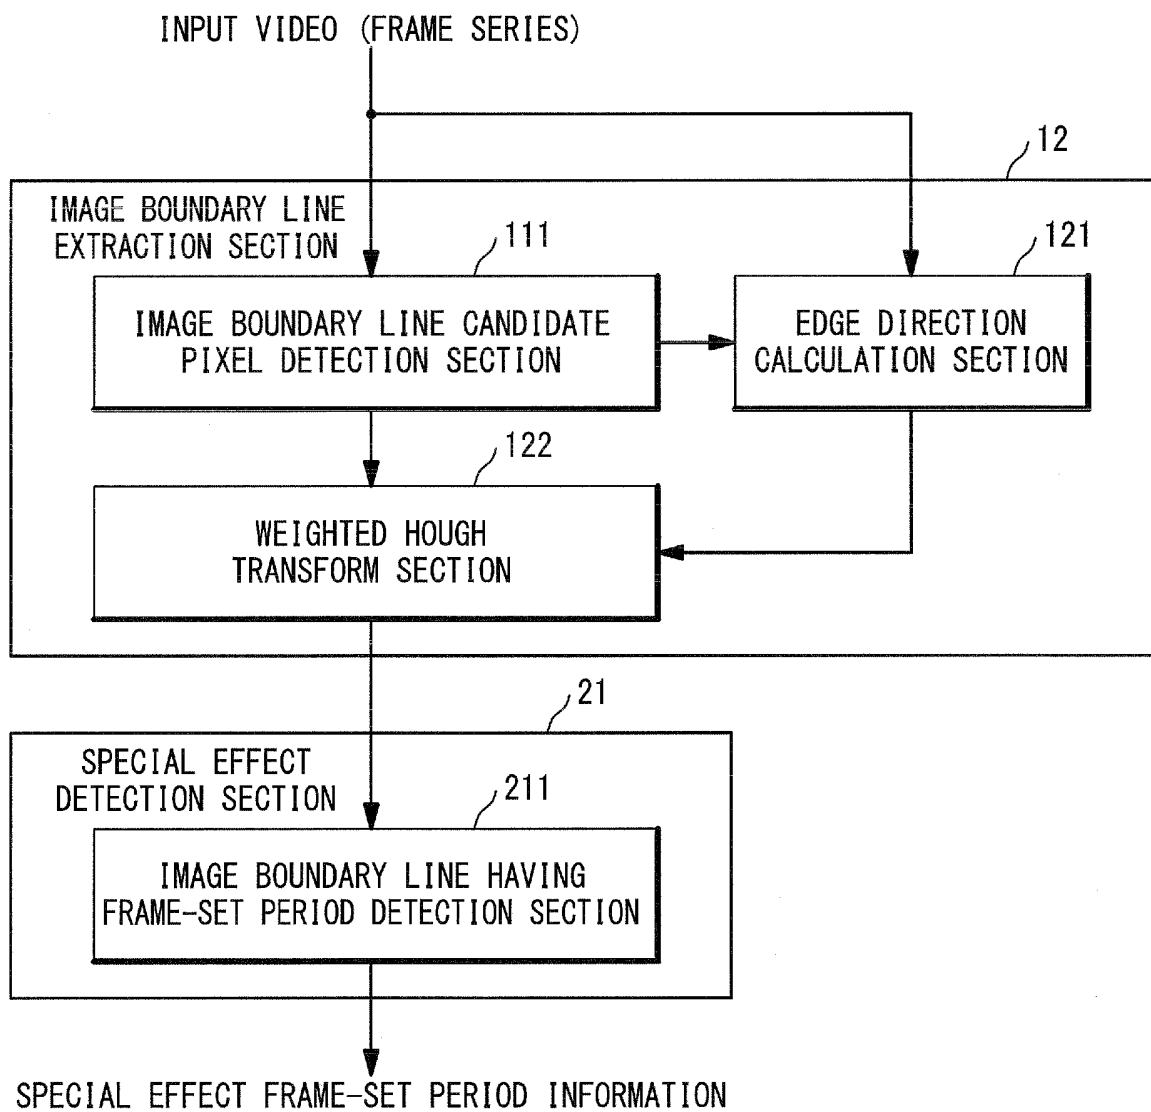 INPUT VIDEO (FRAME SERIES)
12
IMAGE BOUNDARY LINE
EXTRACTION SECTION
111
121
IMAGE BOUNDARY LINE CANDIDATE
PIXEL DETECTION SECTION
EDGE DIRECTION
CALCULATION SECTION
122
WEIGHTED HOUGH
TRANSFORM SECTION
21
SPECIAL EFFECT
DETECTION SECTION
211
IMAGE BOUNDARY LINE HAVING
FRAME-SET PERIOD DETECTION SECTION
SPECIAL EFFECT FRAME-SET PERIOD INFORMATION